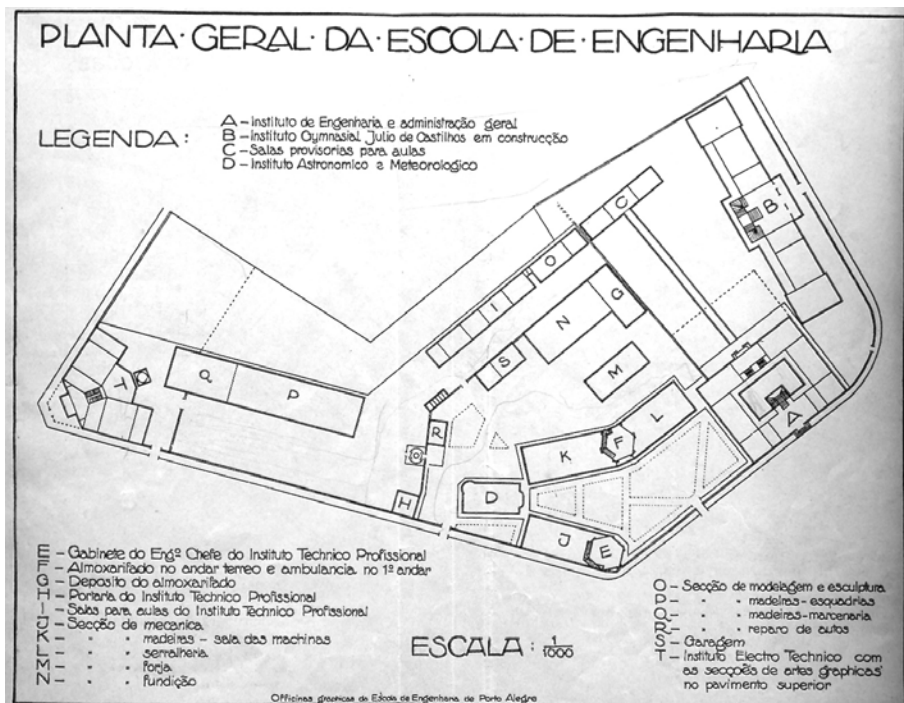 PLANTA·GERAL·DA·ESCOLA·DE·ENGENHARIA
LEGENDA:
A – Instituto de Engenharia e administração geral
B – Instituto Gymnasial Julio de Castilhos em construcção
C – Salas provisorias para aulas
D – Instituto Astronomico e Meteorologico
B
C
O
H
I
G
N
S
M
Q
P
T
L
F
K
A
R
D
H
J
E
E – Gabinete do Engº Chefe do Instituto Technico Profissional
F – Almoxarifado no andar terreo e ambulancia no 1º andar
G – Deposito do almoxarifado
H – Portaria do Instituto Technico Profissional
I – Salas para aulas do Instituto Technico Profissional
J – Secção de mecanica
K – " " madeiras – sala das machinas
L – " " serralheria
M – " " forja
N – " " fundição
ESCALA: 1/1000
O – Secção de modelagem e esculptura
P – " " madeiras-esquadrias
Q – " " madeiras-marcenaria
R – " " reparo de autos
S – Garagem
T – Instituto Electro Technico com
as secções de artes graphicas
no pavimento superior
Officinas graphicas da Escola de Engenharia de Porto Alegre